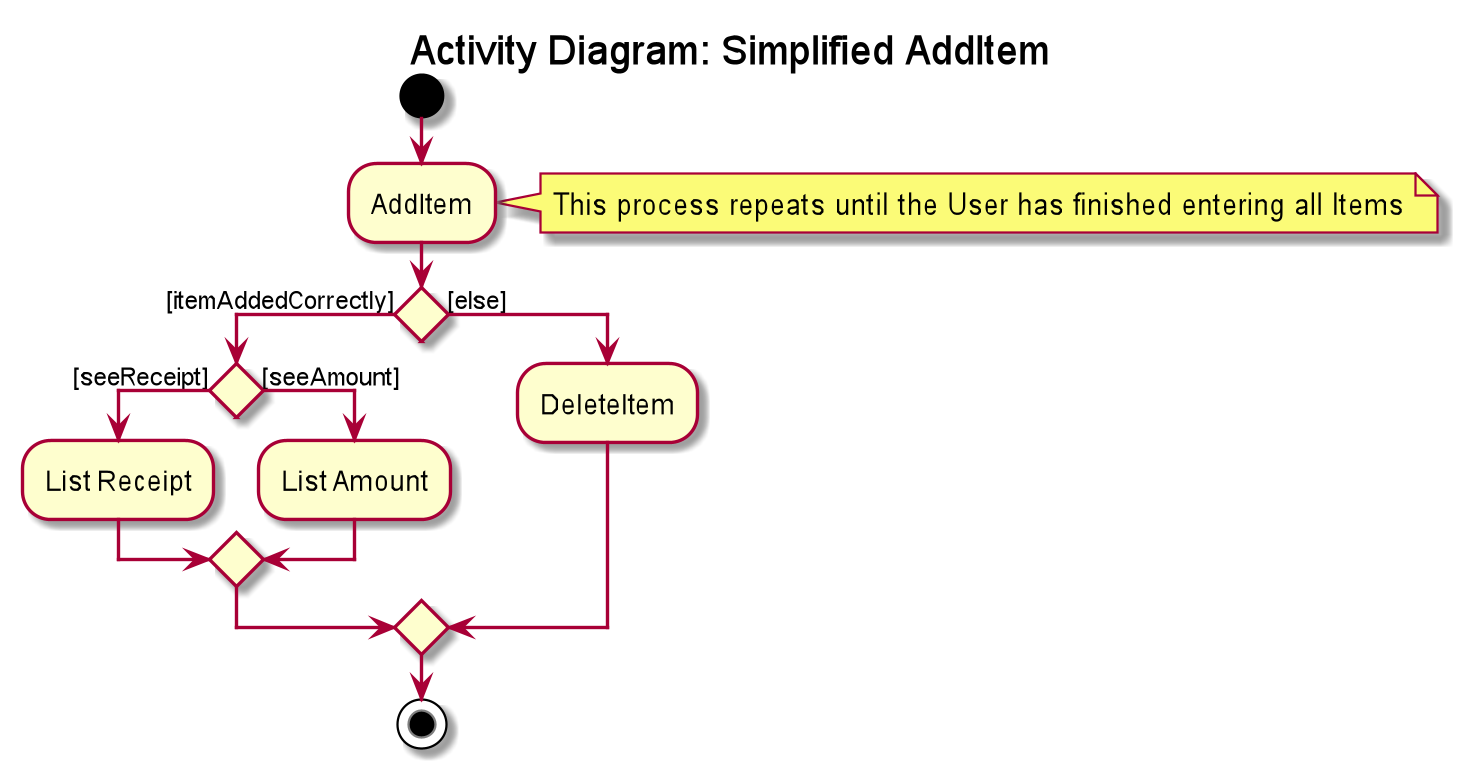 Activity Diagram: Simplified AddItem
AddItem
This process repeats until the User has finished entering all Items
[itemAddedCorrectly]
[else]
[seeReceipt]
[seeAmount]
DeleteItem
List Receipt
List Amount